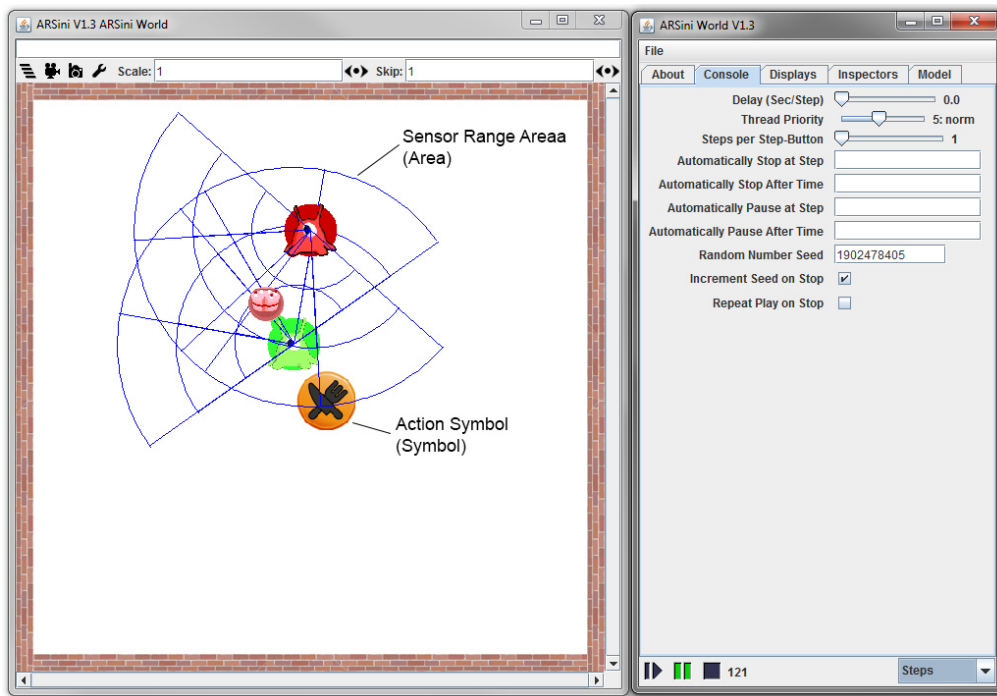 ARSini V1.3 ARSini World
Scale: 1
Skip: 1
Sensor Range Areaa
(Area)
Action Symbol
(Symbol)
ARSini World V1.3
File
About Console Displays Inspectors Model
Delay (Sec/Step) 0.0
Thread Priority 5: norm
Steps per Step-Button 1
Automatically Stop at Step
Automatically Stop After Time
Automatically Pause at Step
Automatically Pause After Time
Random Number Seed 1902478405
Increment Seed on Stop
Repeat Play on Stop
121 Steps